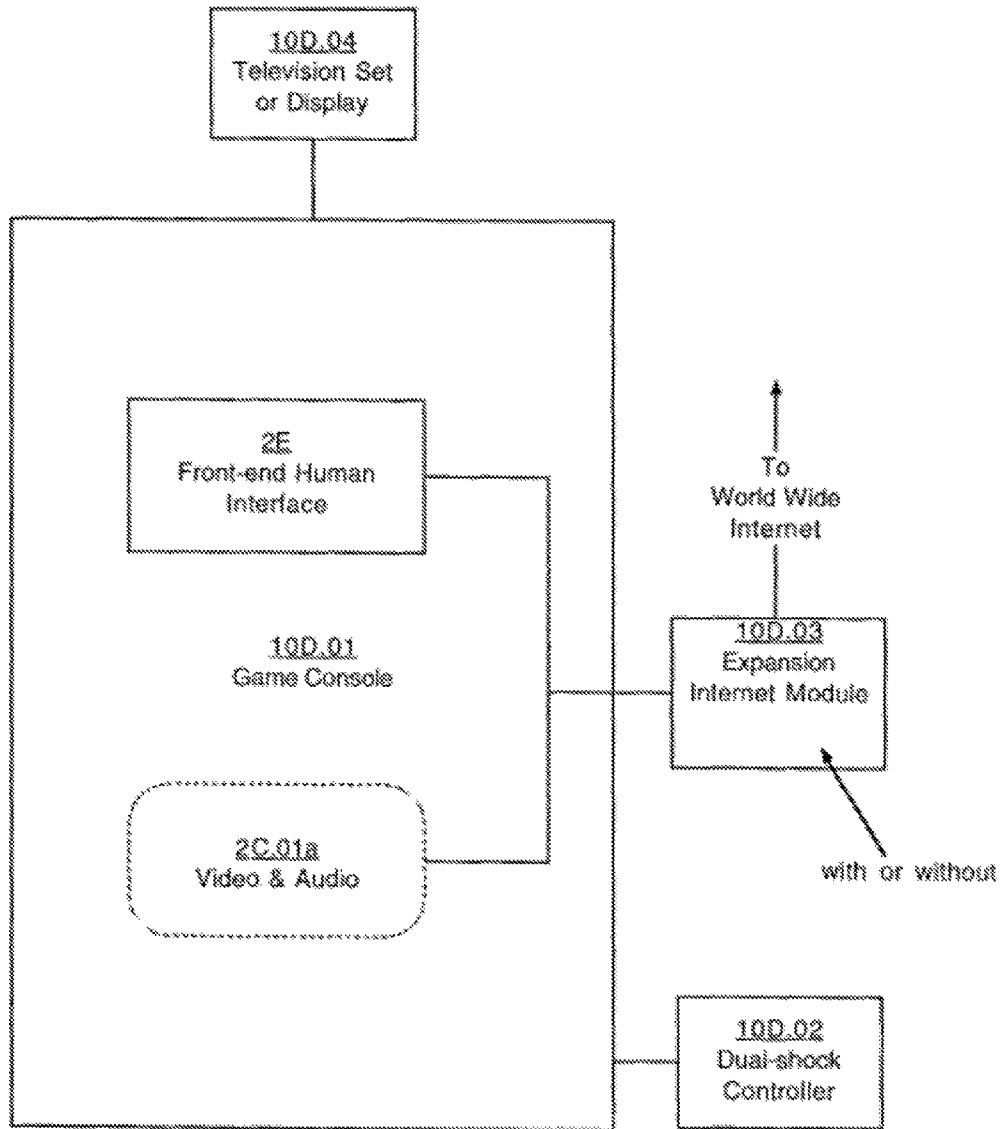 10D.04
Television Set
or Display
2E
Front-end Human
Interface
To
World Wide
Internet
10D.01
Game Console
10D.03
Expansion
Internet Module
2C.01a
Video & Audio
with or without
10D.02
Dual-shock
Controller